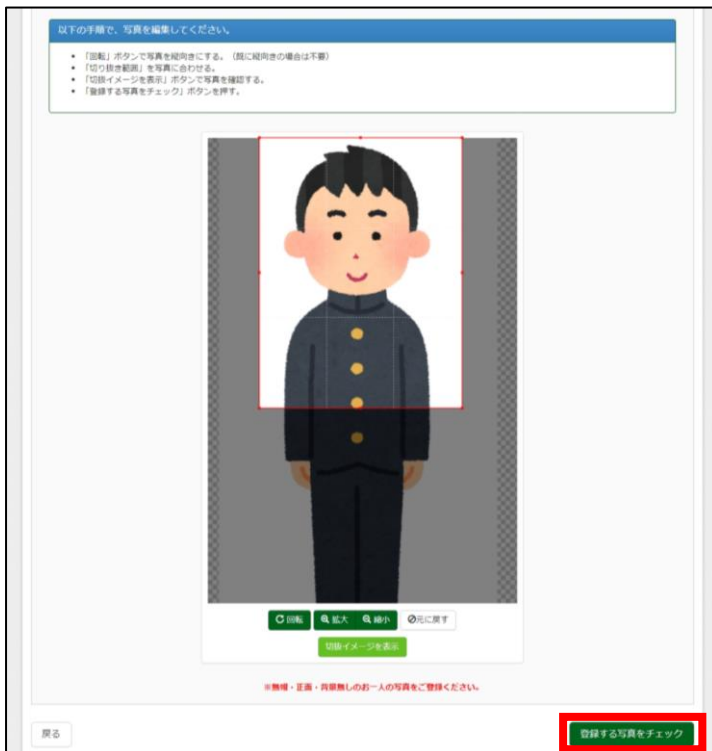 以下の手順で、写真を編集してください。
「回転」ボタンで写真を縦向きにする。（既に縦向きの場合は不要）
「切り抜き範囲」を写真に合わせる。
「切抜イメージを表示」ボタンで写真を確認する。
「登録する写真をチェック」ボタンを押す。
回転 拡大 縮小 元に戻す
切抜イメージを表示
※無帽・正面・背景無しのお一人の写真をご登録ください。
戻る 登録する写真をチェック